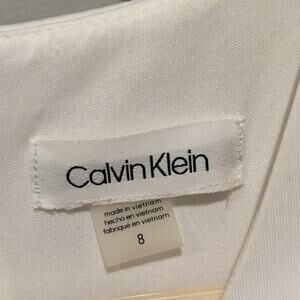 Calvin Klein
made in vietnam
hecho en vietnam
fabriqué en vietnam
8